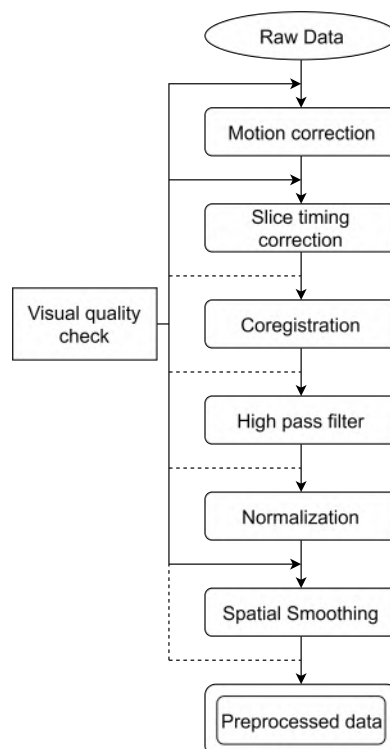 Raw Data
Motion correction
Slice timing
correction
Visual quality
check
Coregistration
High pass filter
Normalization
Spatial Smoothing
Preprocessed data